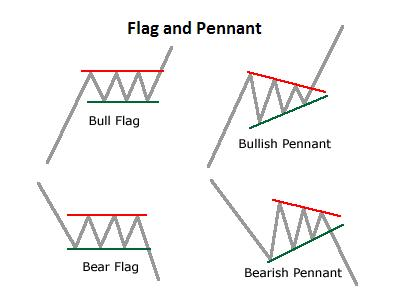 Flag and Pennant
Bull Flag
Bullish Pennant
Bear Flag
Bearish Pennant